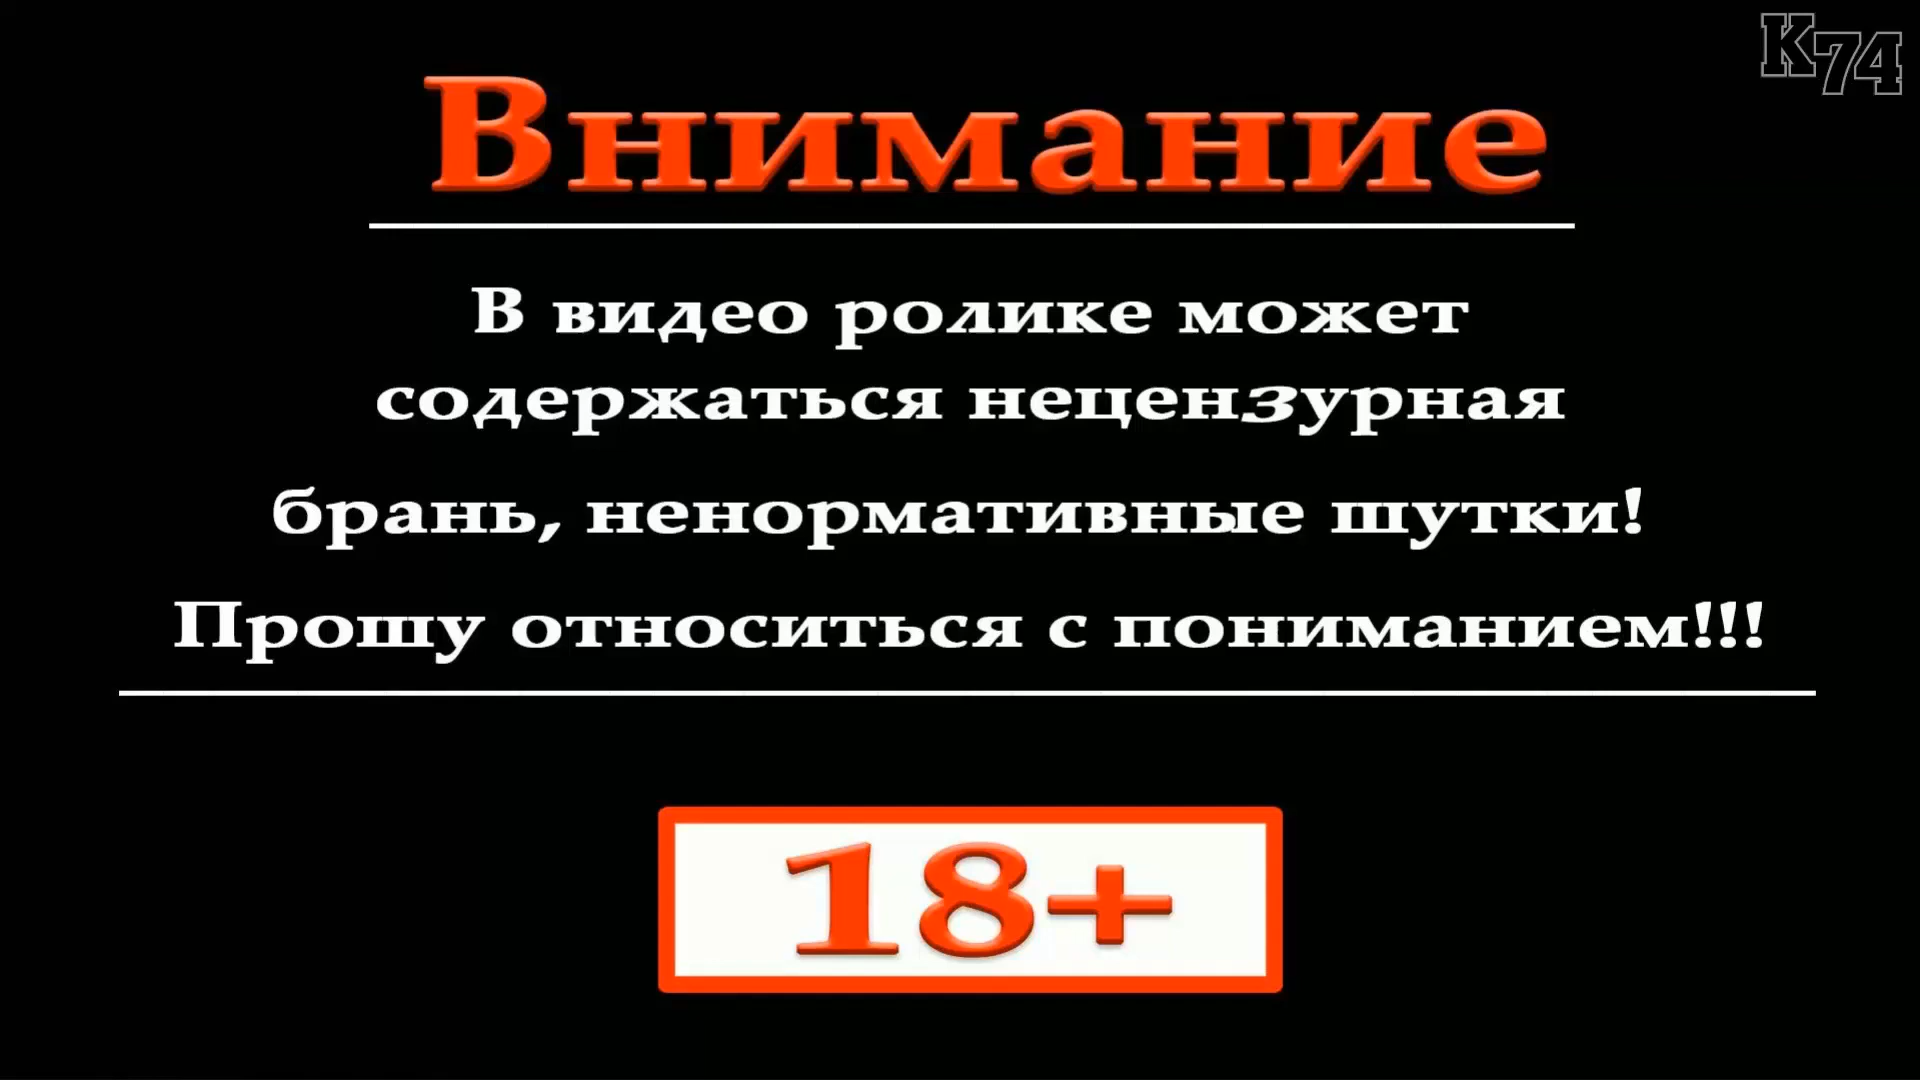 K74
Внимание
В видео ролике может
содержаться нецензурная
брань, ненормативные шутки!
Прошу относиться с пониманием!!!
18+